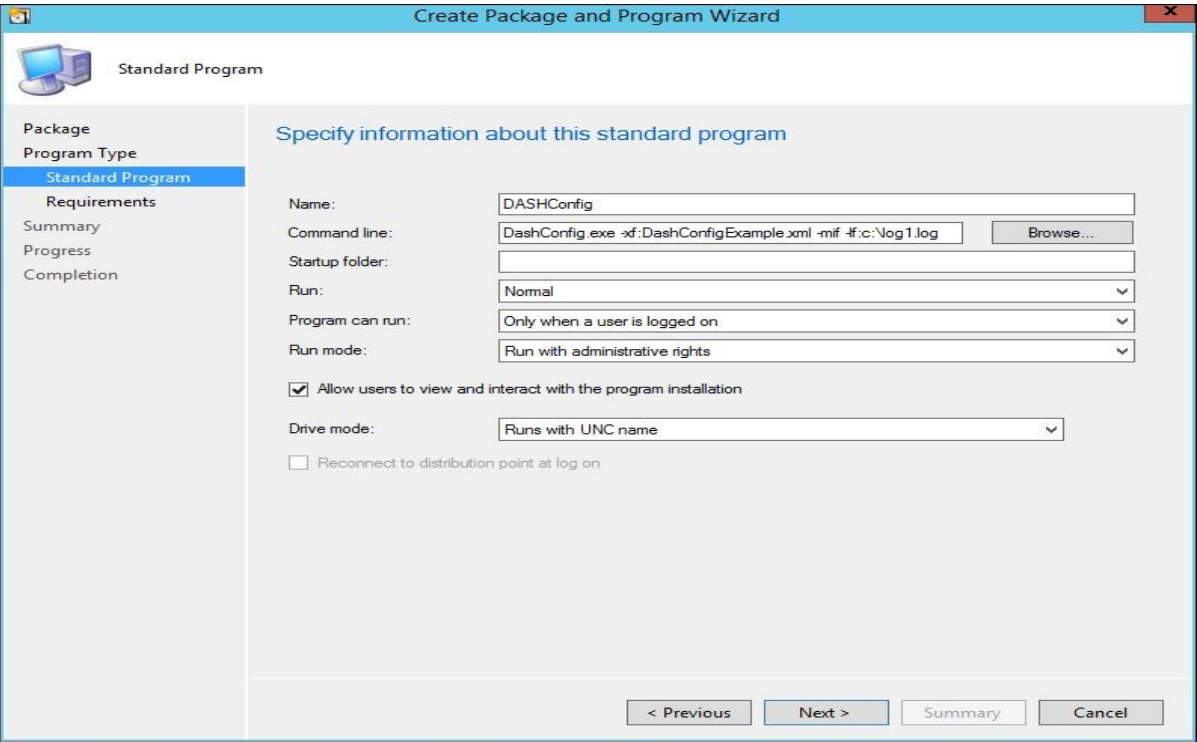 Create Package and Program Wizard
x
Standard Program
Package
Program Type
Standard Program
Requirements
Summary
Progress
Completion
Specify information about this standard program
Name: DASHConfig
Command line: DashConfig.exe -xf:DashConfigExample.xml -mif -lf:c:\log1.log Browse...
Startup folder:
Run: Normal
Program can run: Only when a user is logged on
Run mode: Run with administrative rights
Allow users to view and interact with the program installation
Drive mode: Runs with UNC name
Reconnect to distribution point at log on
< Previous Next > Summary Cancel